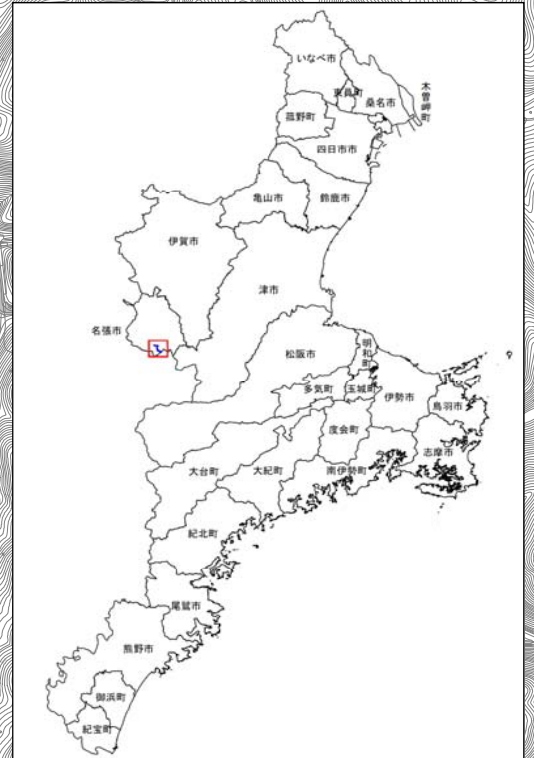 いなべ市
東員町
桑名市
木曽岬町
菰野町
四日市市
亀山市
鈴鹿市
伊賀市
津市
名張市
松阪市
明和町
多気町
玉城町
伊勢市
鳥羽市
度会町
志摩市
大台町
大紀町
南伊勢町
紀北町
尾鷲市
熊野市
御浜町
紀宝町